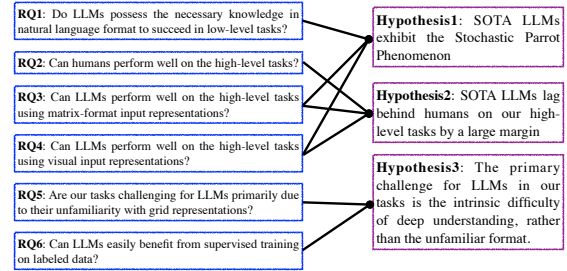 RQ1: Do LLMs possess the necessary knowledge in
natural language format to succeed in low-level tasks?
RQ2: Can humans perform well on the high-level tasks?
RQ3: Can LLMs perform well on the high-level tasks
using matrix-format input representations?
RQ4: Can LLMs perform well on the high-level tasks
using visual input representations?
RQ5: Are our tasks challenging for LLMs primarily due
to their unfamiliarity with grid representations?
RQ6: Can LLMs easily benefit from supervised training
on labeled data?
Hypothesis1: SOTA LLMs
exhibit the Stochastic Parrot
Phenomenon
Hypothesis2: SOTA LLMs lag
behind humans on our high-
level tasks by a large margin
Hypothesis3: The primary
challenge for LLMs in our
tasks is the intrinsic difficulty
of deep understanding, rather
than the unfamiliar format.